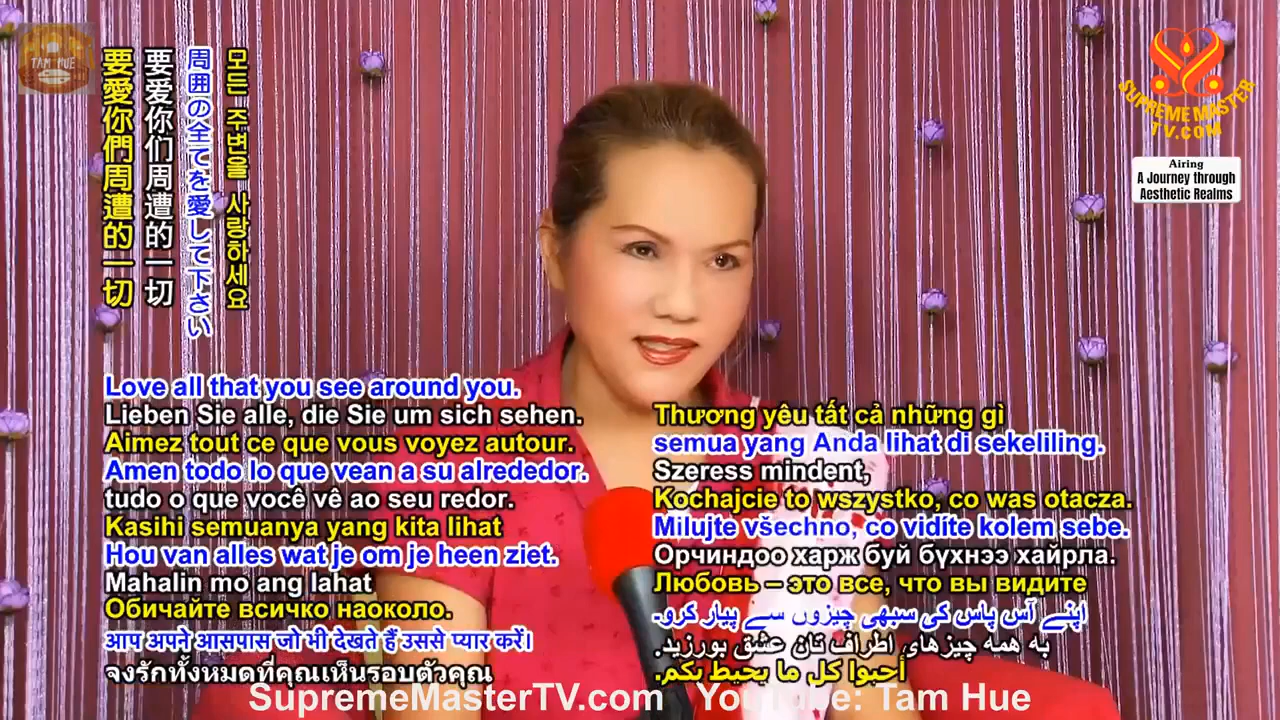 TAM HUE
要愛你們周遭的一切
要爱你们周遭的一切
周囲の全てを愛して下さい
모든 주변을 사랑하세요
SUPREME MASTER
TV.COM
Airing
A Journey through
Aesthetic Realms
Love all that you see around you.
Lieben Sie alle, die Sie um sich sehen.
Aimez tout ce que vous voyez autour.
Amen todo lo que vean a su alrededor.
tudo o que você vê ao seu redor.
Kasihi semuanya yang kita lihat
Hou van alles wat je om je heen ziet.
Mahalin mo ang lahat
Обичайте всичко наоколо.
आप अपने आसपास जो भी देखते हैं उससे प्यार करें।
จงรักทั้งหมดที่คุณเห็นรอบตัวคุณ
Thương yêu tất cả những gì
semua yang Anda lihat di sekeliling.
Szeress mindent,
Kochajcie to wszystko, co was otacza.
Milujte všechno, co vidíte kolem sebe.
Орчиндоо харж буй бүхнээ хайрла.
Любовь – это все, что вы видите
اپنے آس پاس کی سبھی چیزوں سے پیار کرو.
به همه چیزهای اطراف تان عشق بورزید.
أحبوا كل ما يحيط بكم.
SupremeMasterTV.com YouTube: Tam Hue